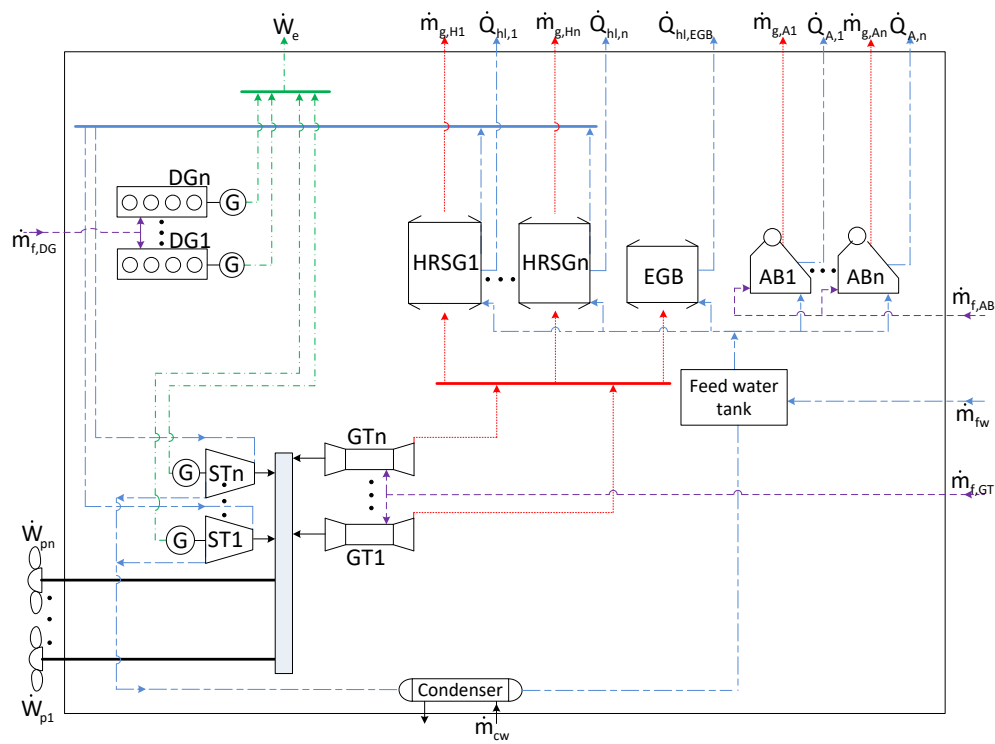 Ẇe
ṁg,H1
Q̇hl,1
ṁg,Hn
Q̇hl,n
Q̇hl,EGB
ṁg,A1
Q̇A,1
ṁg,An
Q̇A,n
DGn
G
ṁf,DG
DG1
G
HRSG1
HRSGn
EGB
AB1
ABn
ṁf,AB
Feed water
tank
ṁfw
GTn
G
STn
ṁf,GT
G
ST1
GT1
Ẇpn
Ẇp1
Condenser
ṁcw